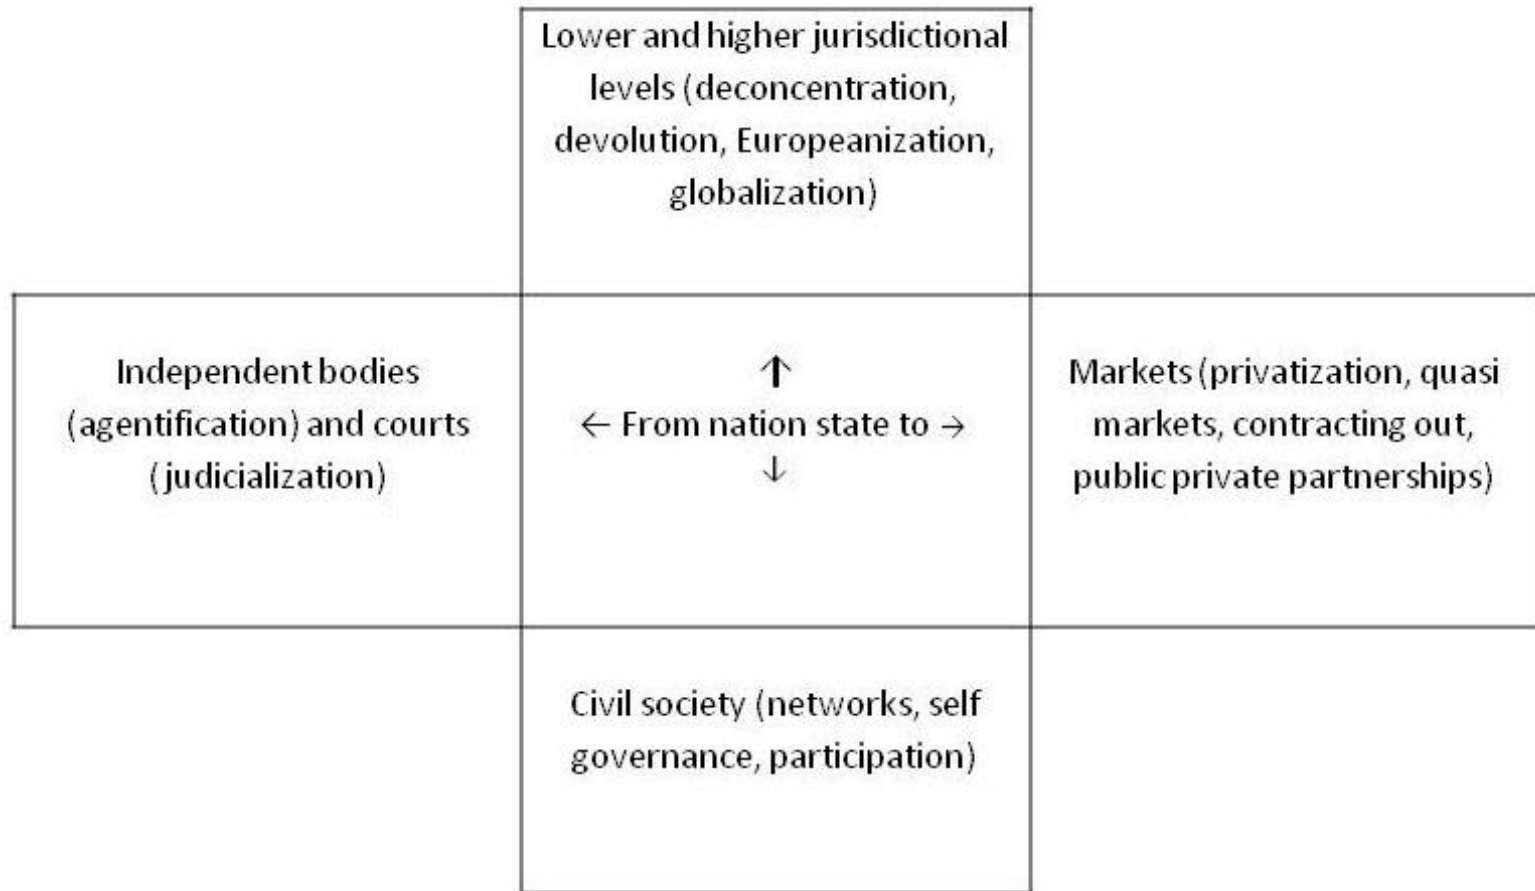 Lower and higher jurisdictional
levels (deconcentration,
devolution, Europeanization,
globalization)
Independent bodies
(agentification) and courts
(judicialization)
↑
← From nation state to →
↓
Markets (privatization, quasi
markets, contracting out,
public private partnerships)
Civil society (networks, self
governance, participation)